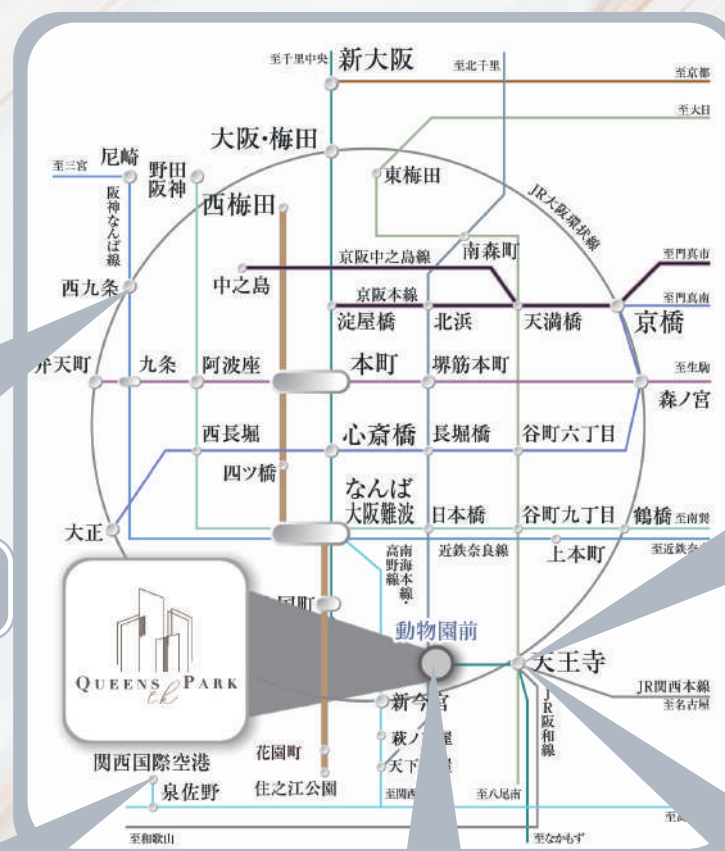 至千里中央
新大阪
至北千里
至京都
至大日
大阪・梅田
至三宮
尼崎
野田
阪神
東梅田
JR大阪環状線
阪神なんば線
西梅田
南森町
京阪中之島線
至門真市
中之島
西九条
京阪本線
至門真南
淀屋橋
北浜
天満橋
京橋
弁天町
九条
阿波座
本町
堺筋本町
至生駒
森ノ宮
西長堀
心斎橋
長堀橋
谷町六丁目
四ツ橋
なんば
大阪難波
日本橋
谷町九丁目
鶴橋
大正
近鉄奈良線
上本町
至近鉄奈
南海本線・
高野線
国町
動物園前
天王寺
QUEENS PARK
JR関西本線
至名古屋
JR阪和線
新今宮
萩ノ
屋
天下
花園町
関西国際空港
住之江公園
泉佐野
至関西
至八尾南
至和歌山
至なかもず